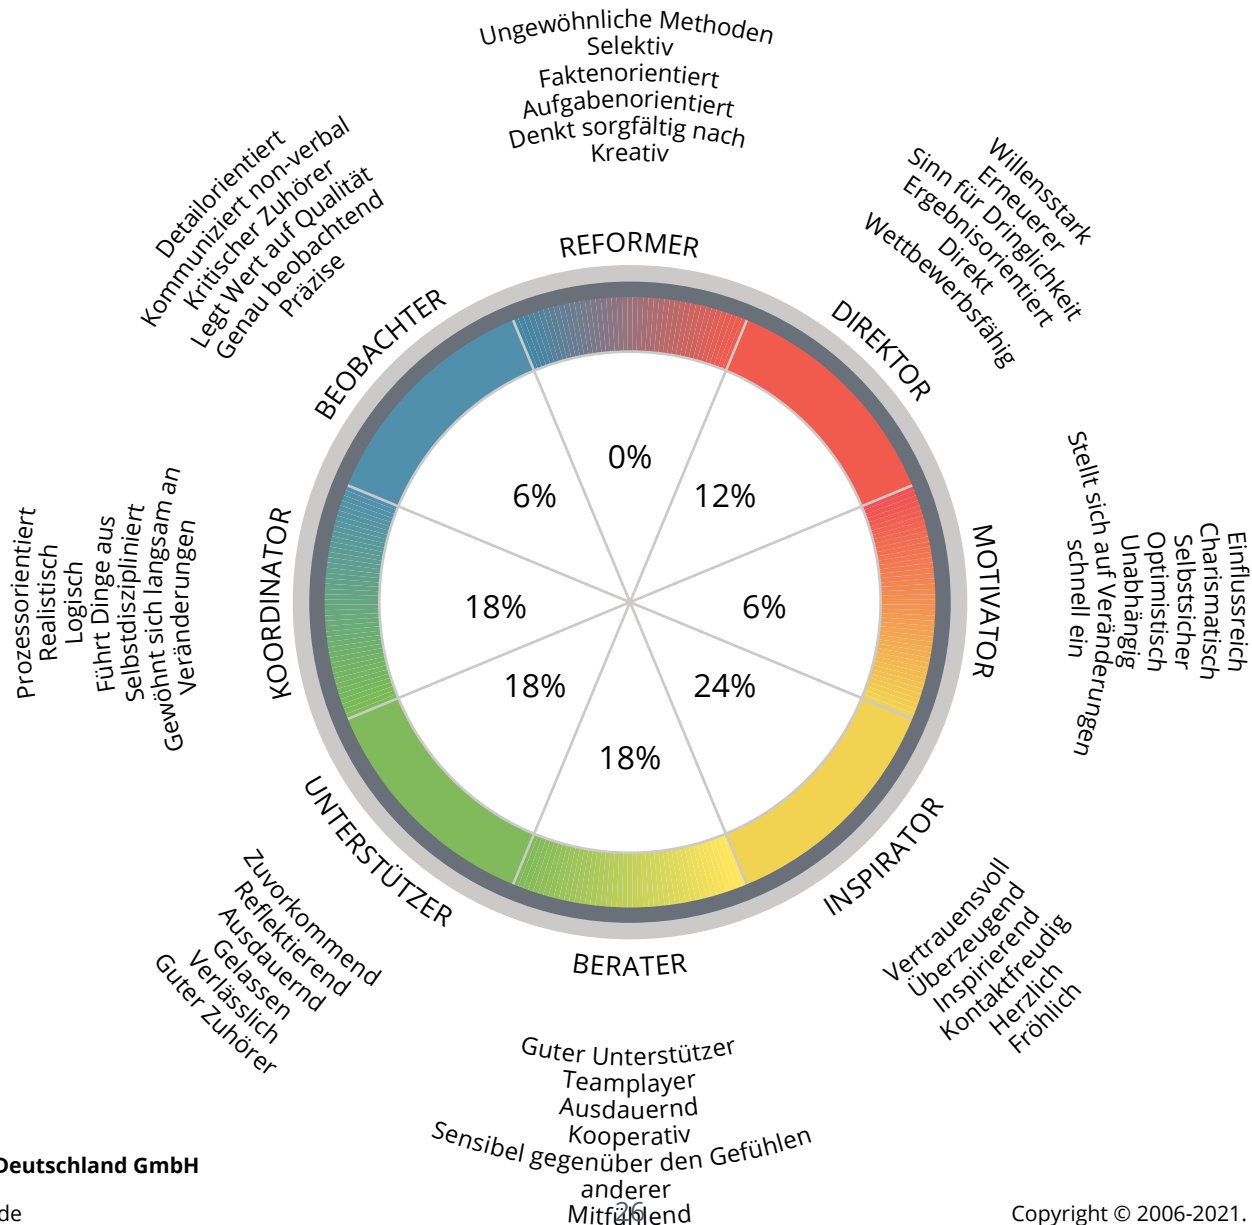 Ungewöhnliche Methoden
Selektiv
Faktenorientiert
Aufgabenorientiert
Denkt sorgfältig nach
Kreativ
REFORMER
Willensstark
Erneuerer
Sinn für Dringlichkeit
Ergebnisorientiert
Direkt
Wettbewerbsfähig
DIREKTOR
Einflussreich
Charismatisch
Selbstsicher
Optimistisch
Unabhängig
Stellt sich auf Veränderungen
schnell ein
MOTIVATOR
INSPIRATOR
Vertrauensvoll
Überzeugend
Inspirierend
Kontaktfreudig
Herzlich
Fröhlich
BERATER
Guter Unterstützer
Teamplayer
Ausdauernd
Kooperativ
Sensibel gegenüber den Gefühlen
anderer
Mitfühlend
UNTERSTÜTZER
Zuvorkommend
Reflektierend
Ausdauernd
Gelassen
Verlässlich
Guter Zuhörer
Prozessorientiert
Realistisch
Logisch
Führt Dinge aus
Selbstdiszipliniert
Gewöhnt sich langsam an
Veränderungen
KOORDINATOR
Detailorientiert
Kommuniziert non-verbal
Kritischer Zuhörer
Legt Wert auf Qualität
Genau beobachtend
Präzise
BEOBACHTER
0%
12%
6%
24%
18%
18%
18%
6%
Deutschland GmbH
de
26
Copyright © 2006-2021.